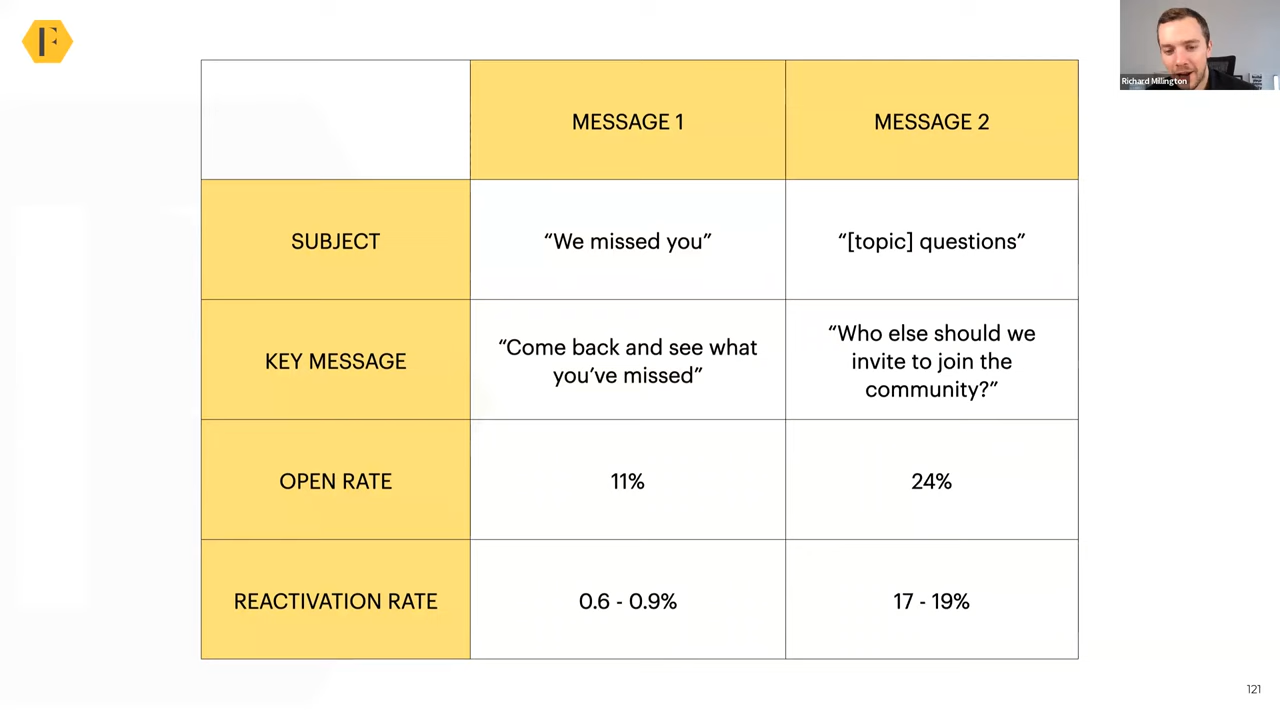 F
Richard Millington
MESSAGE 1
MESSAGE 2
SUBJECT
“We missed you”
“[topic] questions”
KEY MESSAGE
“Come back and see what
you’ve missed”
“Who else should we
invite to join the
community?”
OPEN RATE
11%
24%
REACTIVATION RATE
0.6 - 0.9%
17 - 19%
121